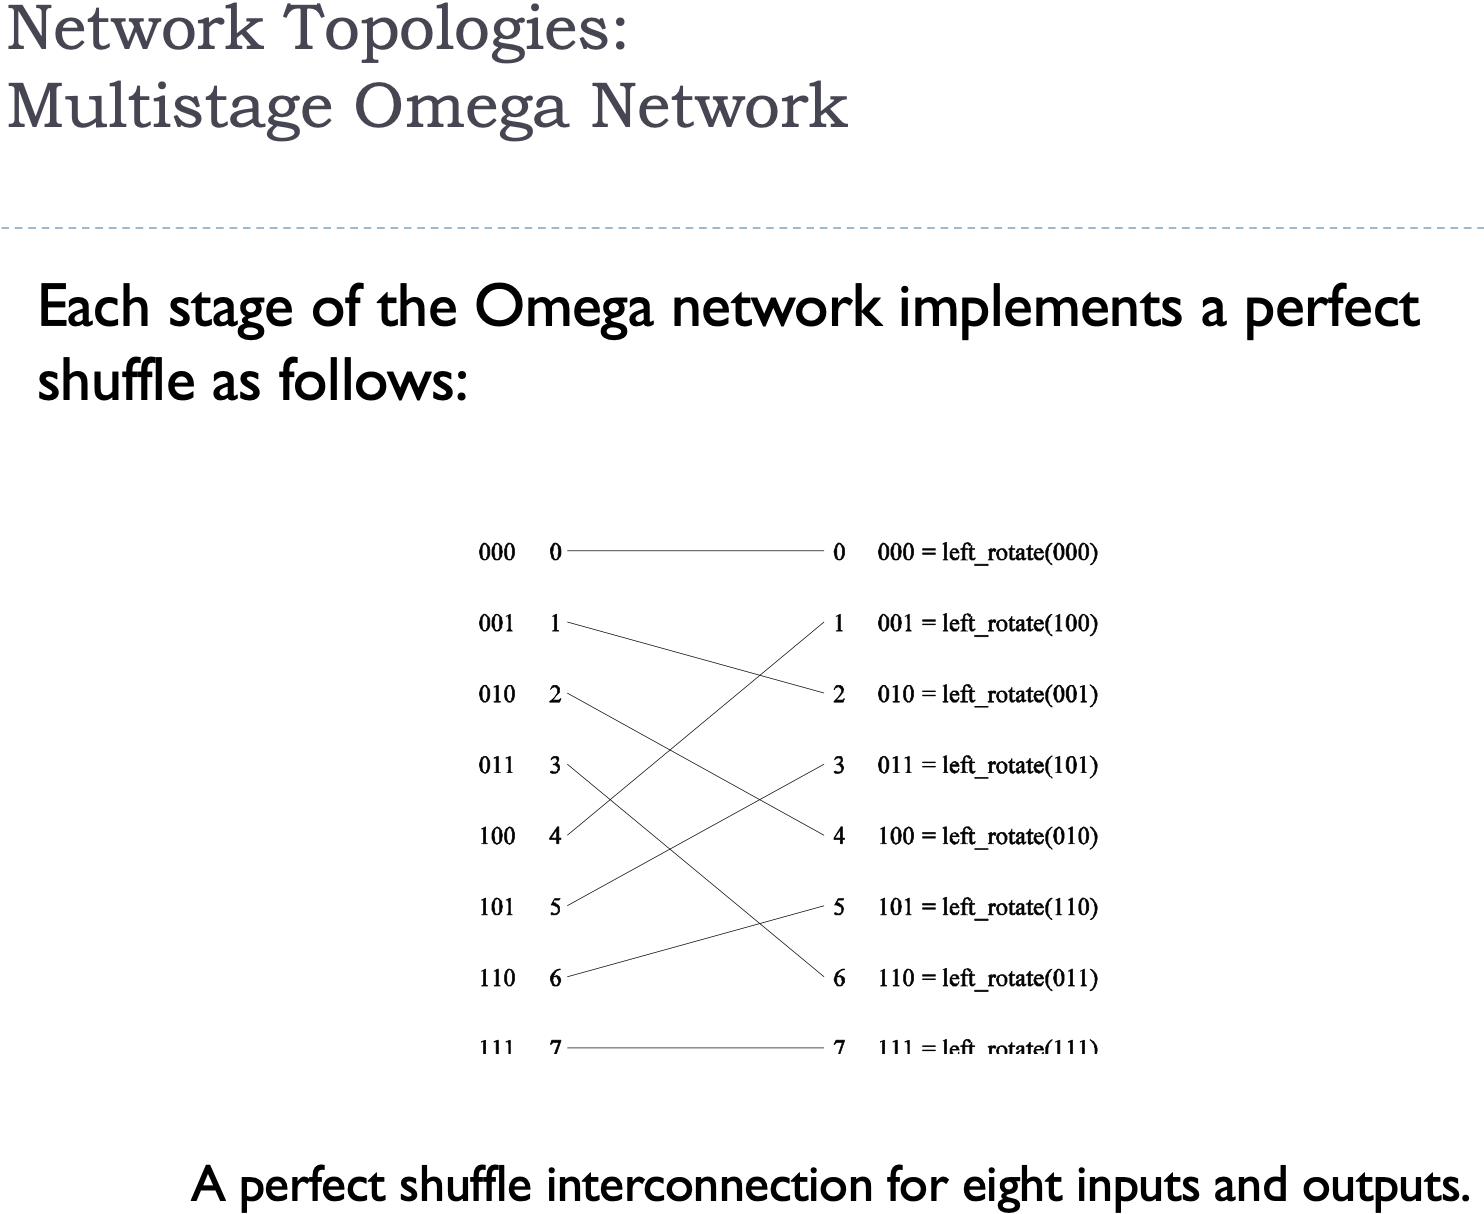 Network Topologies:
Multistage Omega Network
Each stage of the Omega network implements a perfect
shuffle as follows:
000 0 0 000 = left_rotate(000)
001 1 1 001 = left_rotate(100)
010 2 2 010 = left_rotate(001)
011 3 3 011 = left_rotate(101)
100 4 4 100 = left_rotate(010)
101 5 5 101 = left_rotate(110)
110 6 6 110 = left_rotate(011)
111 7 7 111 = left_rotate(111)
A perfect shuffle interconnection for eight inputs and outputs.